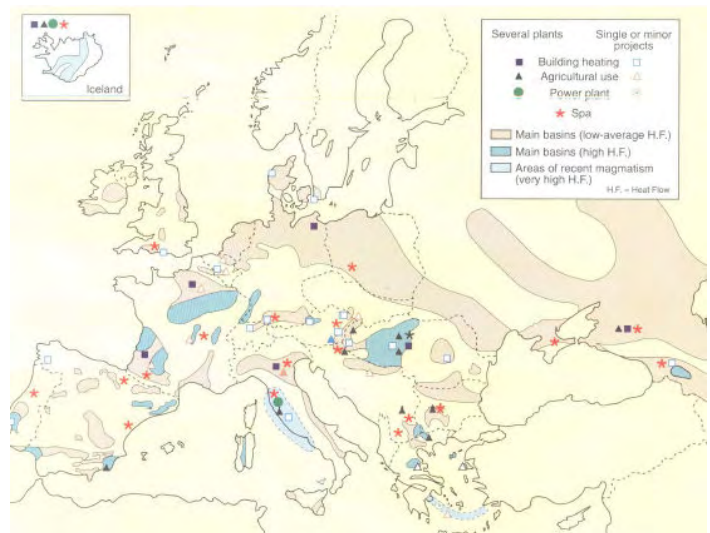 Iceland
Several plants
Single or minor
projects
Building heating
Agricultural use
Power plant
Spa
Main basins (low-average H.F.)
Main basins (high H.F.)
Areas of recent magmatism
(very high H.F.)
H.F. = Heat Flow